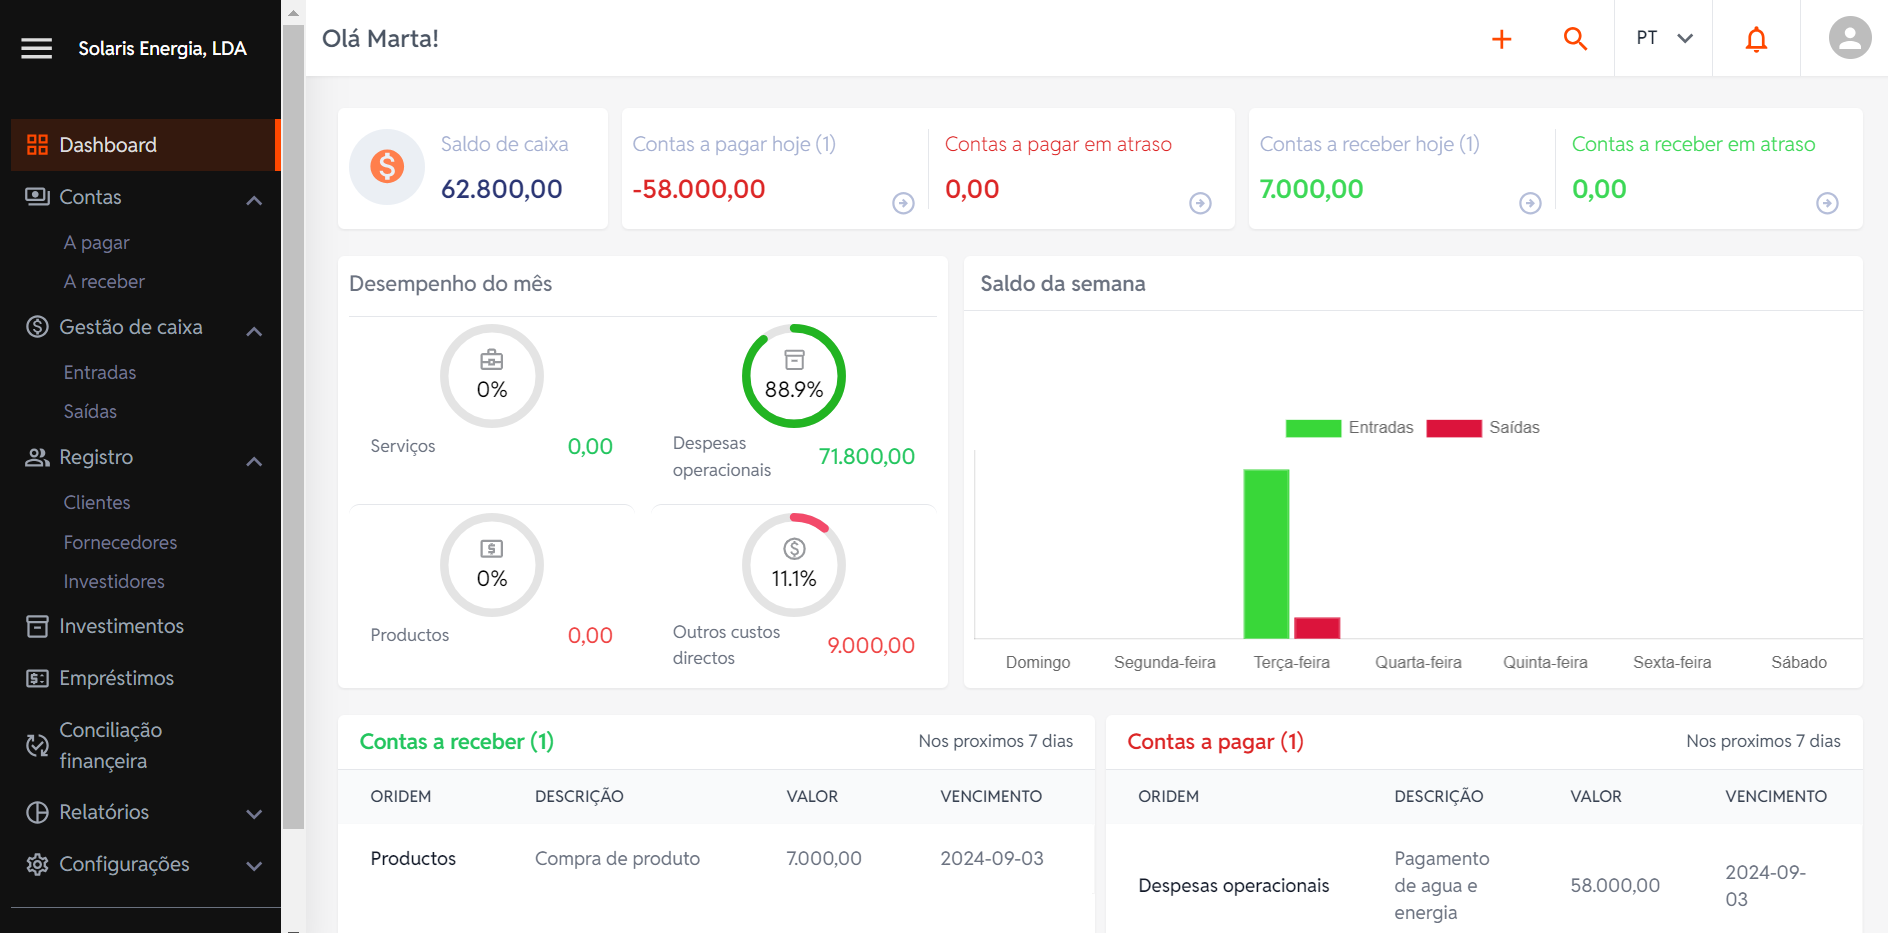 Solaris Energia, LDA
Dashboard
Contas
A pagar
A receber
Gestão de caixa
Entradas
Saídas
Registro
Clientes
Fornecedores
Investidores
Investimentos
Empréstimos
Conciliação
finançeira
Relatórios
Configurações
Olá Marta!
PT
Saldo de caixa
62.800,00
Contas a pagar hoje (1)
-58.000,00
Contas a pagar em atraso
0,00
Contas a receber hoje (1)
7.000,00
Contas a receber em atraso
0,00
Desempenho do mês
0%
Serviços 0,00
88.9%
Despesas
operacionais
71.800,00
0%
Productos 0,00
11.1%
Outros custos
directos
9.000,00
Saldo da semana
Entradas Saídas
Domingo Segunda-feira Terça-feira Quarta-feira Quinta-feira Sexta-feira Sábado
Contas a receber (1) Nos proximos 7 dias
ORIDEM DESCRIÇÃO VALOR VENCIMENTO
Productos Compra de produto 7.000,00 2024-09-03
Contas a pagar (1) Nos proximos 7 dias
ORIDEM DESCRIÇÃO VALOR VENCIMENTO
Despesas operacionais
Pagamento
de agua e
energia
58.000,00
2024-09-
03